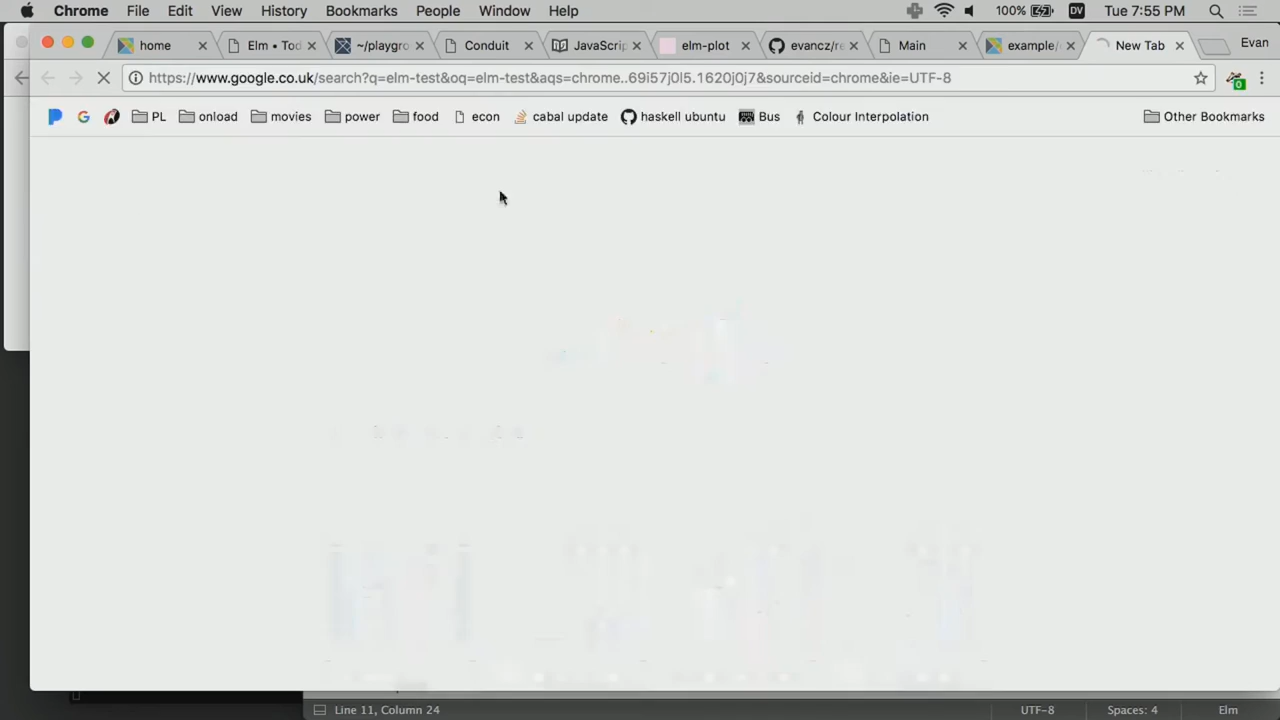 Chrome File Edit View History Bookmarks People Window Help 100% DV Tue 7:55 PM
home Elm • Tod ~/playgro Conduit JavaScrip elm-plot evancz/re Main example/ New Tab Evan
https://www.google.co.uk/search?q=elm-test&oq=elm-test&aqs=chrome..69i57j0l5.1620j0j7&sourceid=chrome&ie=UTF-8 0
PL onload movies power food econ cabal update haskell ubuntu Bus Colour Interpolation Other Bookmarks
Line 11, Column 24 UTF-8 Spaces: 4 Elm